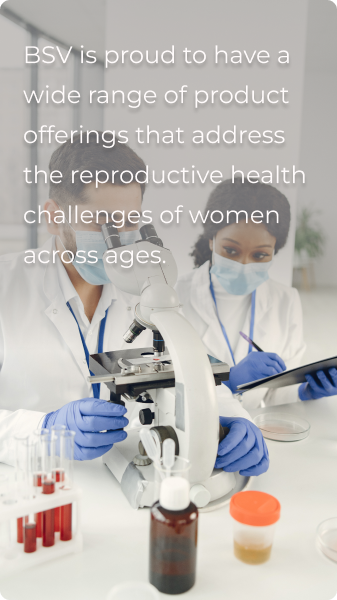 BSV is proud to have a
wide range of product
offerings that address
the reproductive health
challenges of women
across ages.